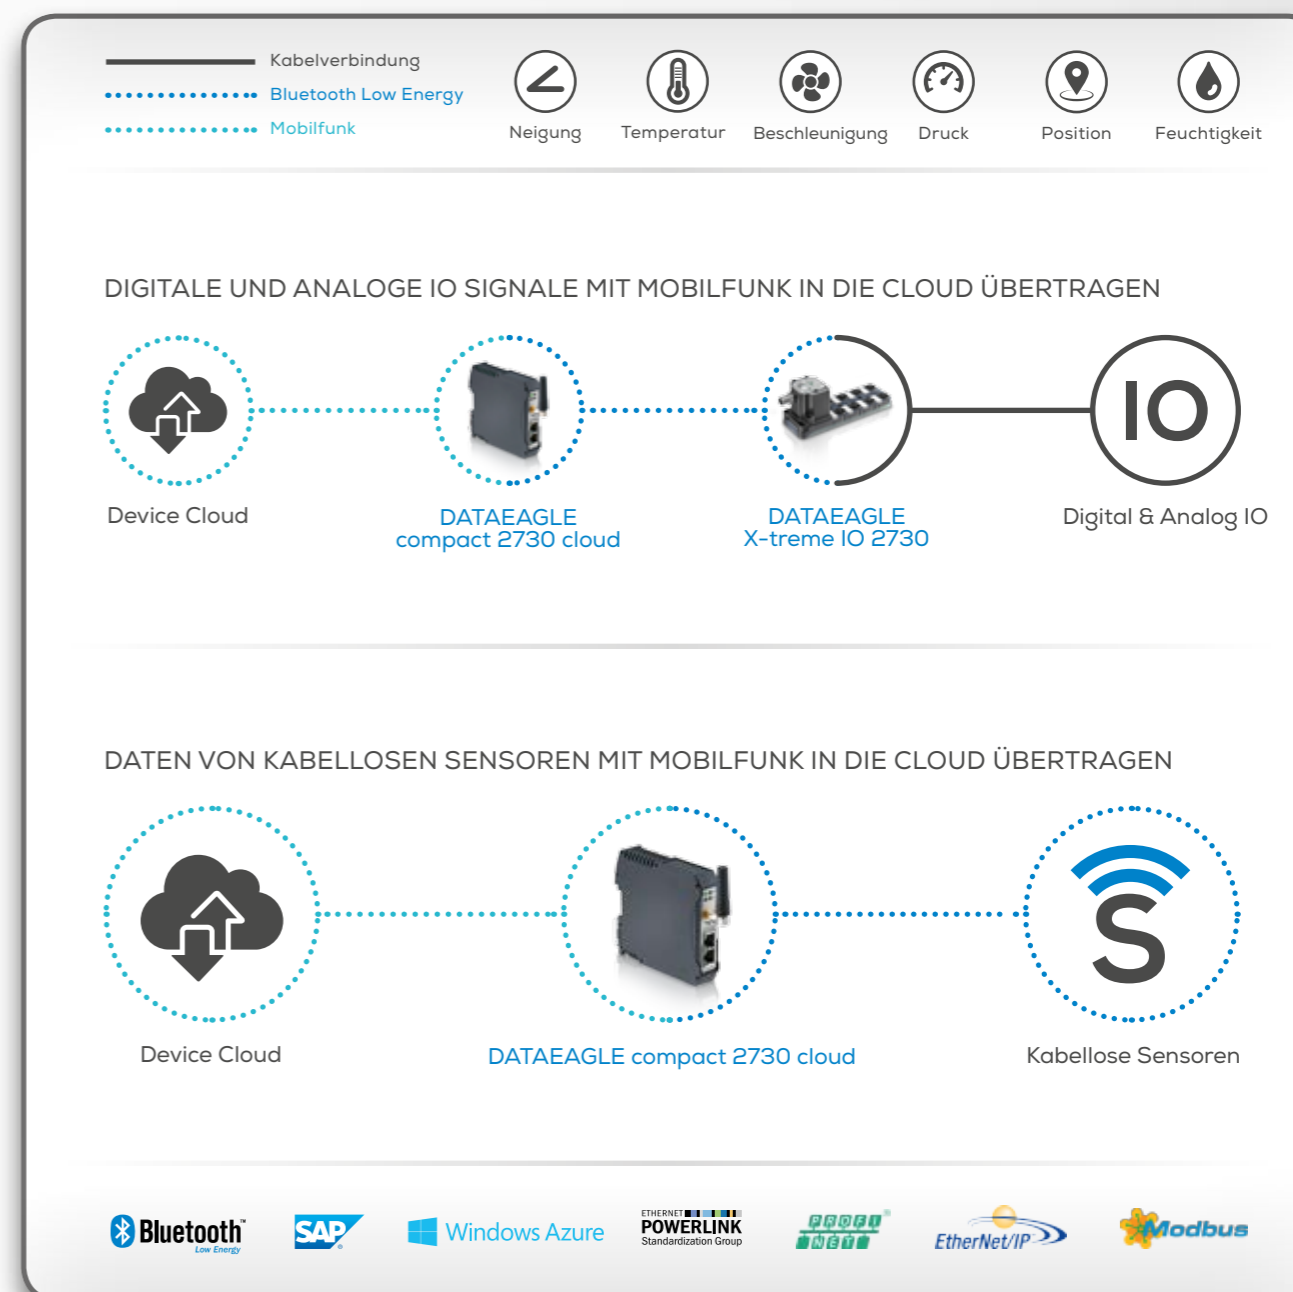 Kabelverbindung
Bluetooth Low Energy
Mobilfunk
Neigung
Temperatur
Beschleunigung
Druck
Position
Feuchtigkeit
DIGITALE UND ANALOGE IO SIGNALE MIT MOBILFUNK IN DIE CLOUD ÜBERTRAGEN
IO
Device Cloud
DATAEAGLE
compact 2730 cloud
DATAEAGLE
X-treme IO 2730
Digital & Analog IO
DATEN VON KABELLOSEN SENSOREN MIT MOBILFUNK IN DIE CLOUD ÜBERTRAGEN
S
Device Cloud
DATAEAGLE compact 2730 cloud
Kabellose Sensoren
Bluetooth™
Low Energy
SAP®
Windows Azure
ETHERNET
POWERLINK
Standardization Group
PROFI®
NET
EtherNet/IP
Modbus